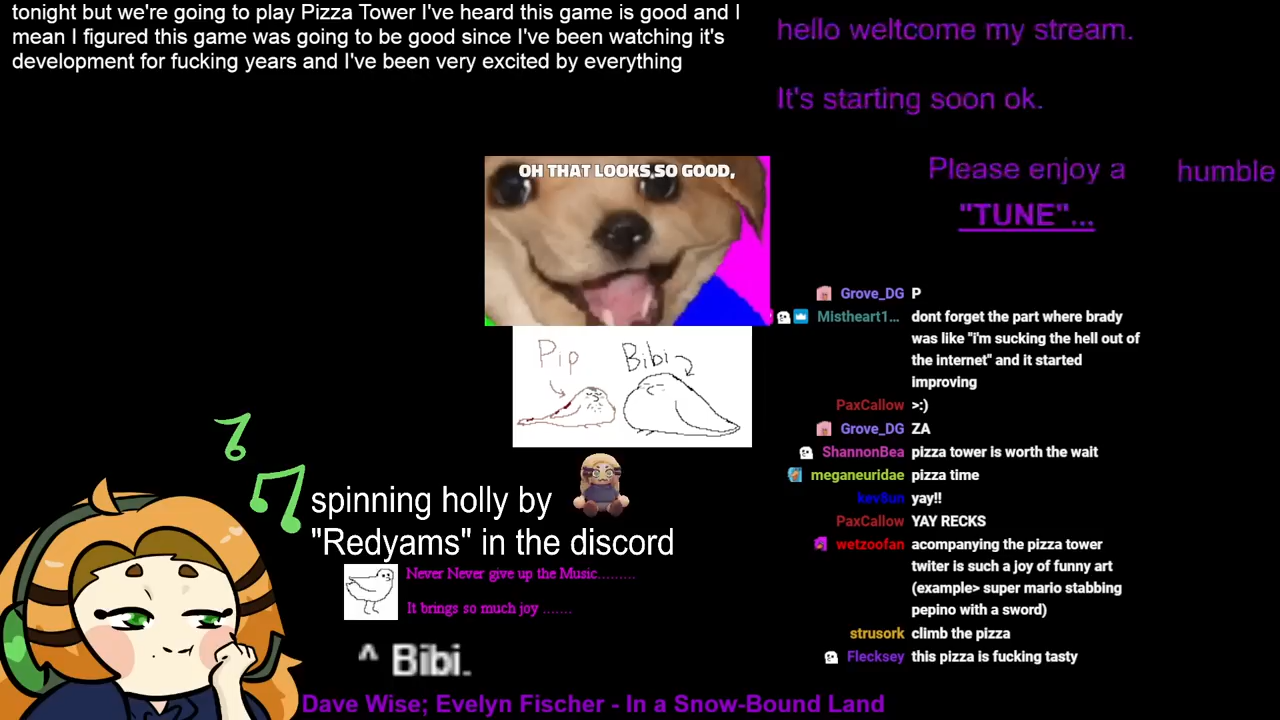 tonight but we're going to play Pizza Tower I've heard this game is good and I
mean I figured this game was going to be good since I've been watching it's
development for fucking years and I've been very excited by everything
hello weltcome my stream.
It's starting soon ok.
Please enjoy a humble
"TUNE"...
OH THAT LOOKS SO GOOD,
Pip Bibi
Grove_DG P
Mistheart1... dont forget the part where brady
was like "i'm sucking the hell out of
the internet" and it started
improving
PaxCallow >:)
Grove_DG ZA
ShannonBea pizza tower is worth the wait
meganeuridae pizza time
kev8un yay!!
PaxCallow YAY RECKS
wetzoofan acompanying the pizza tower
twiter is such a joy of funny art
(example> super mario stabbing
pepino with a sword)
strusork climb the pizza
Flecksey this pizza is fucking tasty
spinning holly by
"Redyams" in the discord
Never Never give up the Music.........
It brings so much joy .......
^ Bibi.
Dave Wise; Evelyn Fischer - In a Snow-Bound Land